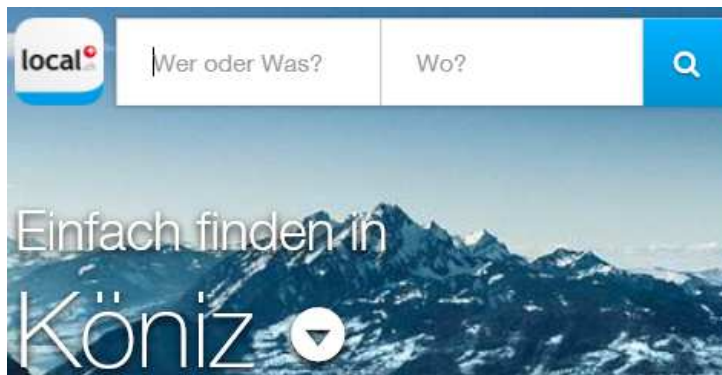 local
Wer oder Was?
Wo?
Einfach finden in
Köniz